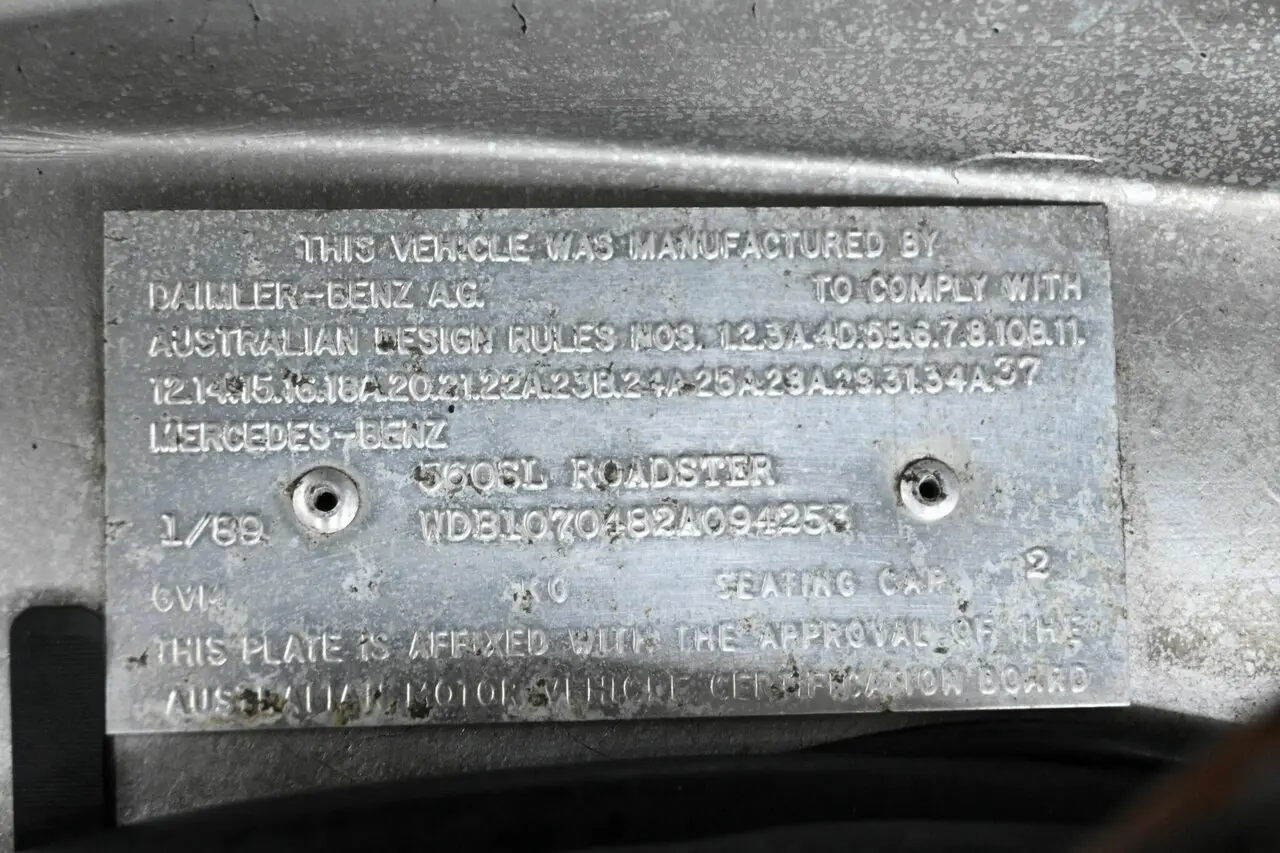 THIS VEHICLE WAS MANUFACTURED BY
DAIMLER-BENZ A.G. TO COMPLY WITH
AUSTRALIAN DESIGN RULES NOS. 1.2.3A.4D.5B.6.7.8.10B.11.
12.14.15.16.18A.20.21.22A.23B.24A.25A.28A.29.31.34A.37
MERCEDES-BENZ
560SL ROADSTER
1/89 WDB1070482A094253
GVM KG SEATING CAP. 2
THIS PLATE IS AFFIXED WITH THE APPROVAL OF THE
AUSTRALIAN MOTOR VEHICLE CERTIFICATION BOARD